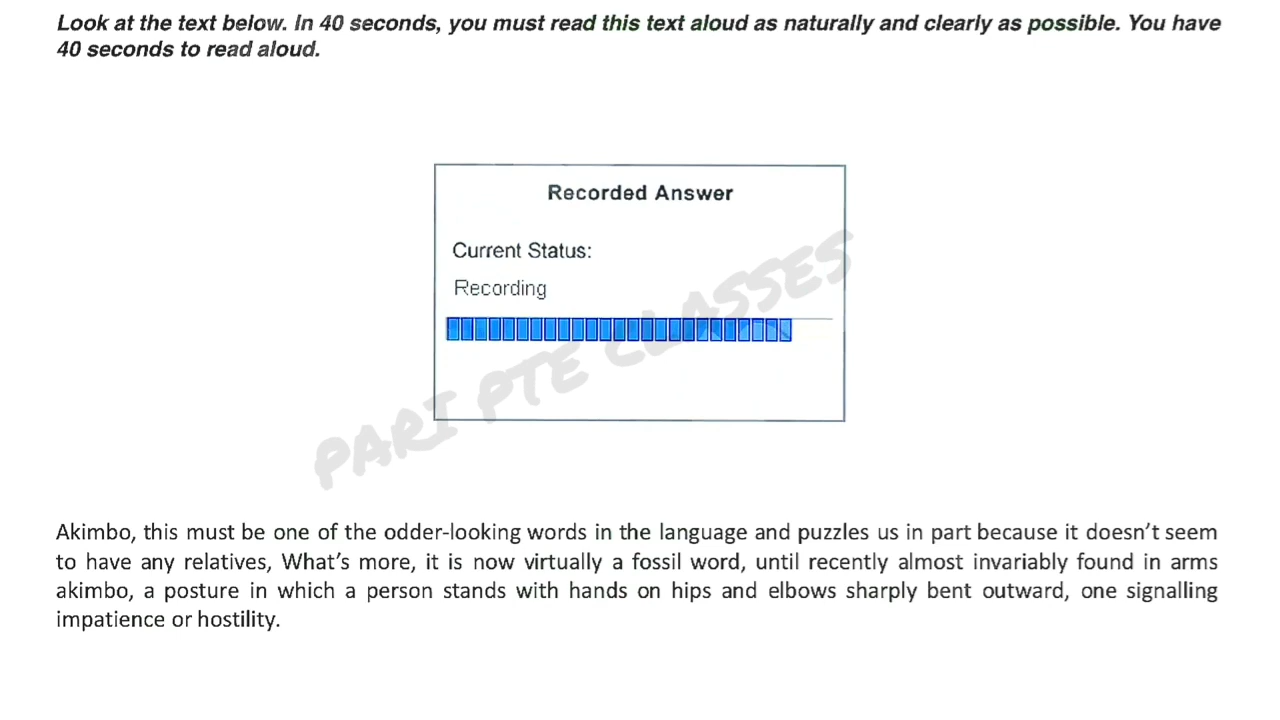 Look at the text below. In 40 seconds, you must read this text aloud as naturally and clearly as possible. You have
40 seconds to read aloud.
Recorded Answer
Current Status:
Recording
PARI PTE CLASSES
Akimbo, this must be one of the odder-looking words in the language and puzzles us in part because it doesn't seem
to have any relatives, What's more, it is now virtually a fossil word, until recently almost invariably found in arms
akimbo, a posture in which a person stands with hands on hips and elbows sharply bent outward, one signalling
impatience or hostility.